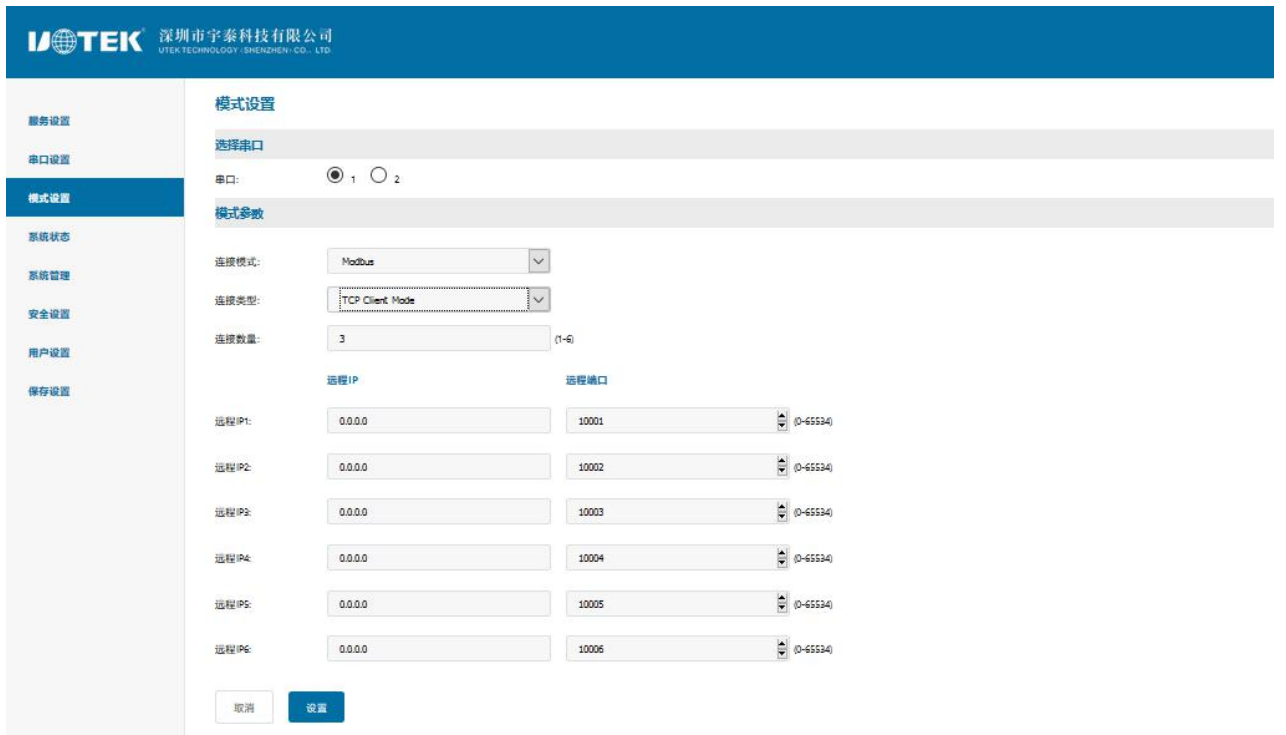 UOTEK® 深圳市宇泰科技有限公司
UTEK TECHNOLOGY (SHENZHEN) CO., LTD.
服务设置
串口设置
模式设置
系统状态
系统管理
安全设置
用户设置
保存设置
模式设置
选择串口
串口: 1 2
模式参数
连接模式: Modbus
连接类型: TCP Client Mode
连接数量: 3 (1-6)
远程IP 远程端口
远程IP1: 0.0.0.0 10001 (0-65534)
远程IP2: 0.0.0.0 10002 (0-65534)
远程IP3: 0.0.0.0 10003 (0-65534)
远程IP4: 0.0.0.0 10004 (0-65534)
远程IP5: 0.0.0.0 10005 (0-65534)
远程IP6: 0.0.0.0 10006 (0-65534)
取消 设置